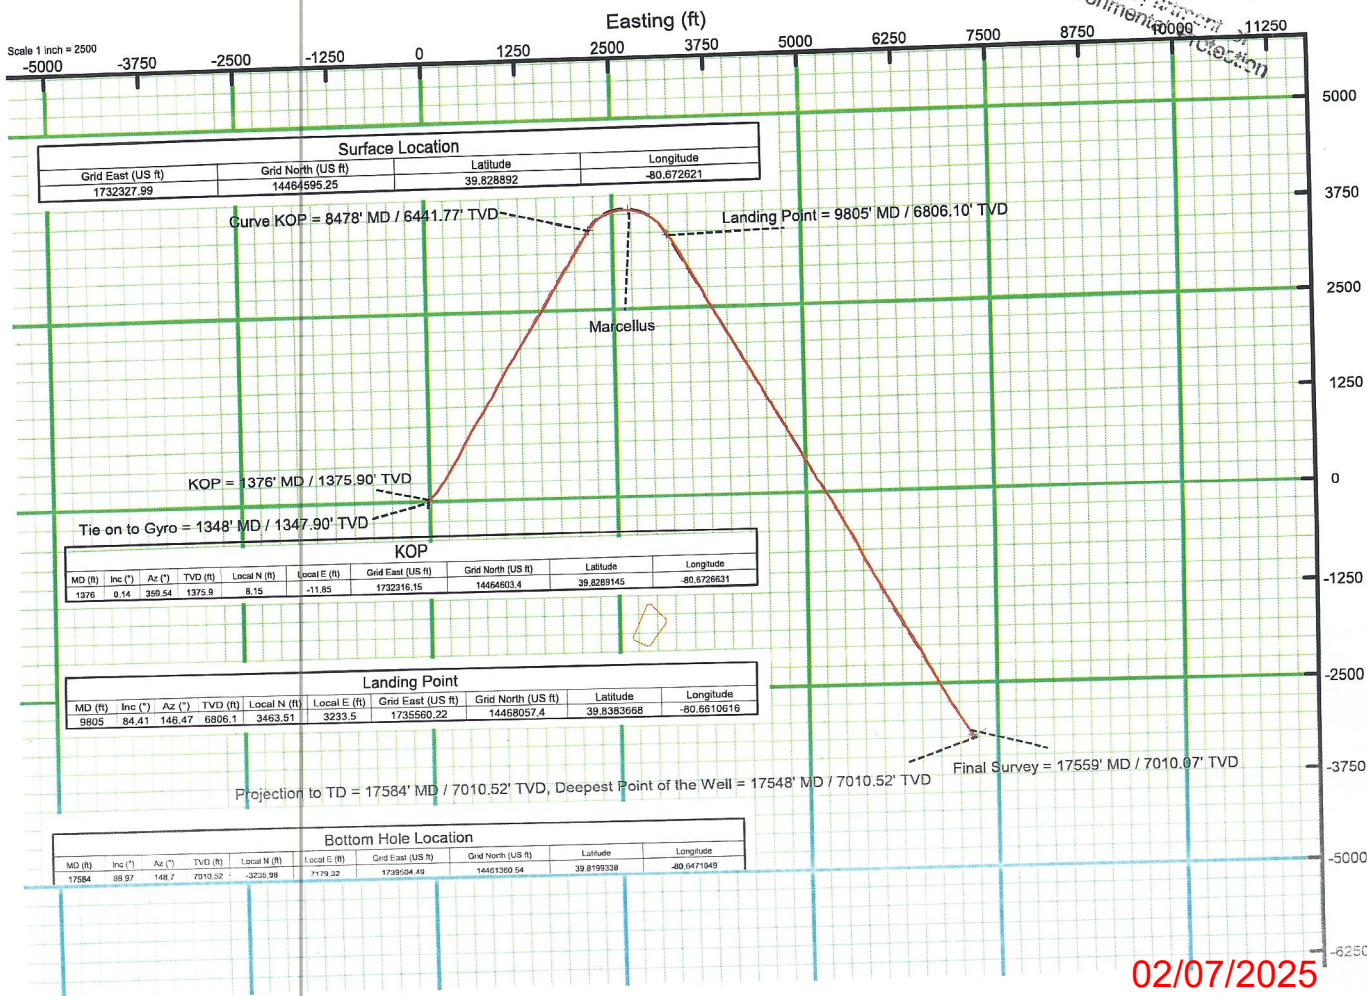 Easting (ft)
Scale 1 inch = 2500
-5000 -3750 -2500 -1250 0 1250 2500 3750 5000 6250 7500 8750 10000 11250
Protection
5000
3750
2500
1250
0
-1250
-2500
-3750
-5000
-6250
Surface Location
Grid East (US ft) Grid North (US ft) Latitude Longitude
1732327.99 14464595.25 39.828892 -80.672621
Curve KOP = 8478' MD / 6441.77' TVD
Landing Point = 9805' MD / 6806.10' TVD
Marcellus
KOP = 1376' MD / 1375.90' TVD
Tie on to Gyro = 1348' MD / 1347.90' TVD
KOP
MD (ft) Inc (°) Az (°) TVD (ft) Local N (ft) Local E (ft) Grid East (US ft) Grid North (US ft) Latitude Longitude
1376 0.14 359.54 1375.9 8.15 -11.85 1732316.15 14464603.4 39.8289145 -80.6726631
Landing Point
MD (ft) Inc (°) Az (°) TVD (ft) Local N (ft) Local E (ft) Grid East (US ft) Grid North (US ft) Latitude Longitude
9805 84.41 146.47 6806.1 3463.51 3233.5 1735560.22 14468057.4 39.8383668 -80.6610616
Final Survey = 17559' MD / 7010.07' TVD
Projection to TD = 17584' MD / 7010.52' TVD, Deepest Point of the Well = 17548' MD / 7010.52' TVD
Bottom Hole Location
MD (ft) Inc (°) Az (°) TVD (ft) Local N (ft) Local E (ft) Grid East (US ft) Grid North (US ft) Latitude Longitude
17584 88.97 148.7 7010.52 -3235.98 7179.32 1739504.49 14461360.54 39.8199338 -80.6471049
02/07/2025